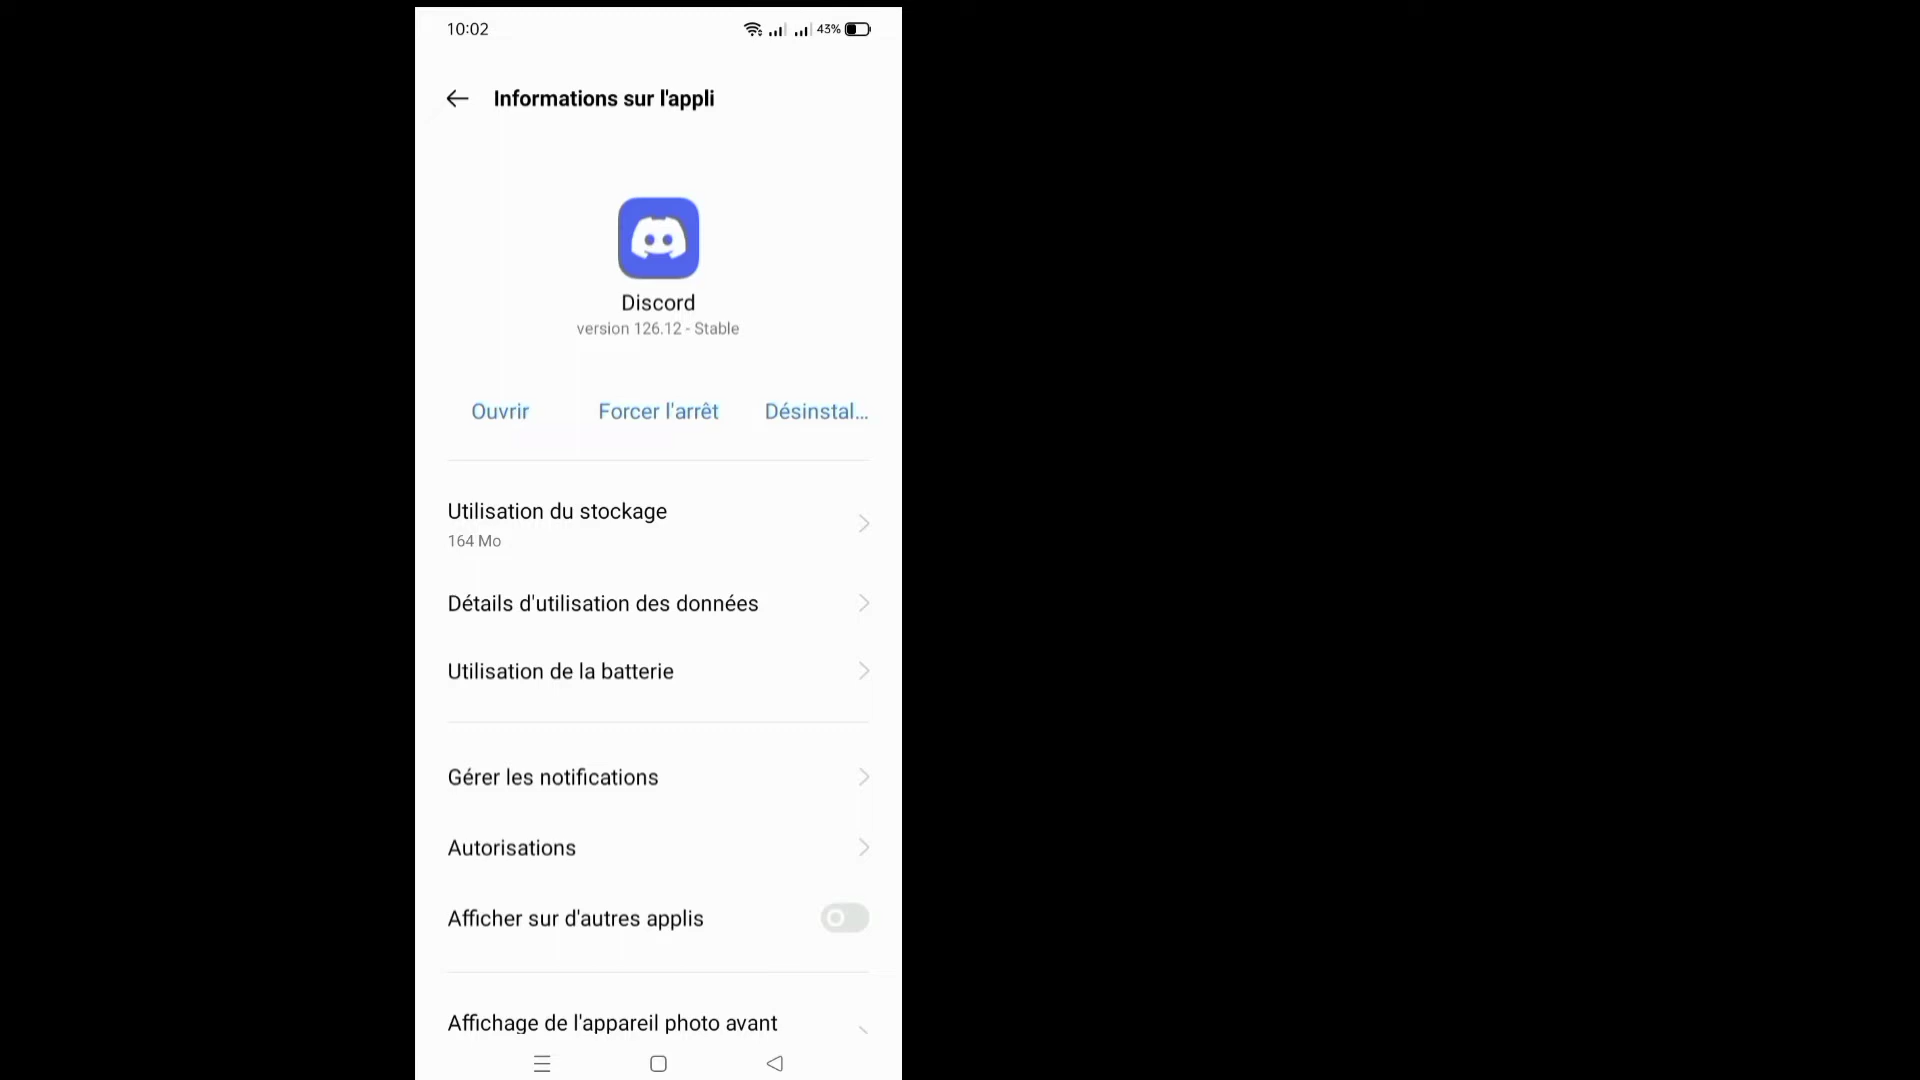 10:02
43%
Informations sur l'appli
Discord
version 126.12 - Stable
Ouvrir Forcer l'arrêt Désinstal...
Utilisation du stockage
164 Mo
Détails d'utilisation des données
Utilisation de la batterie
Gérer les notifications
Autorisations
Afficher sur d'autres applis
Affichage de l'appareil photo avant